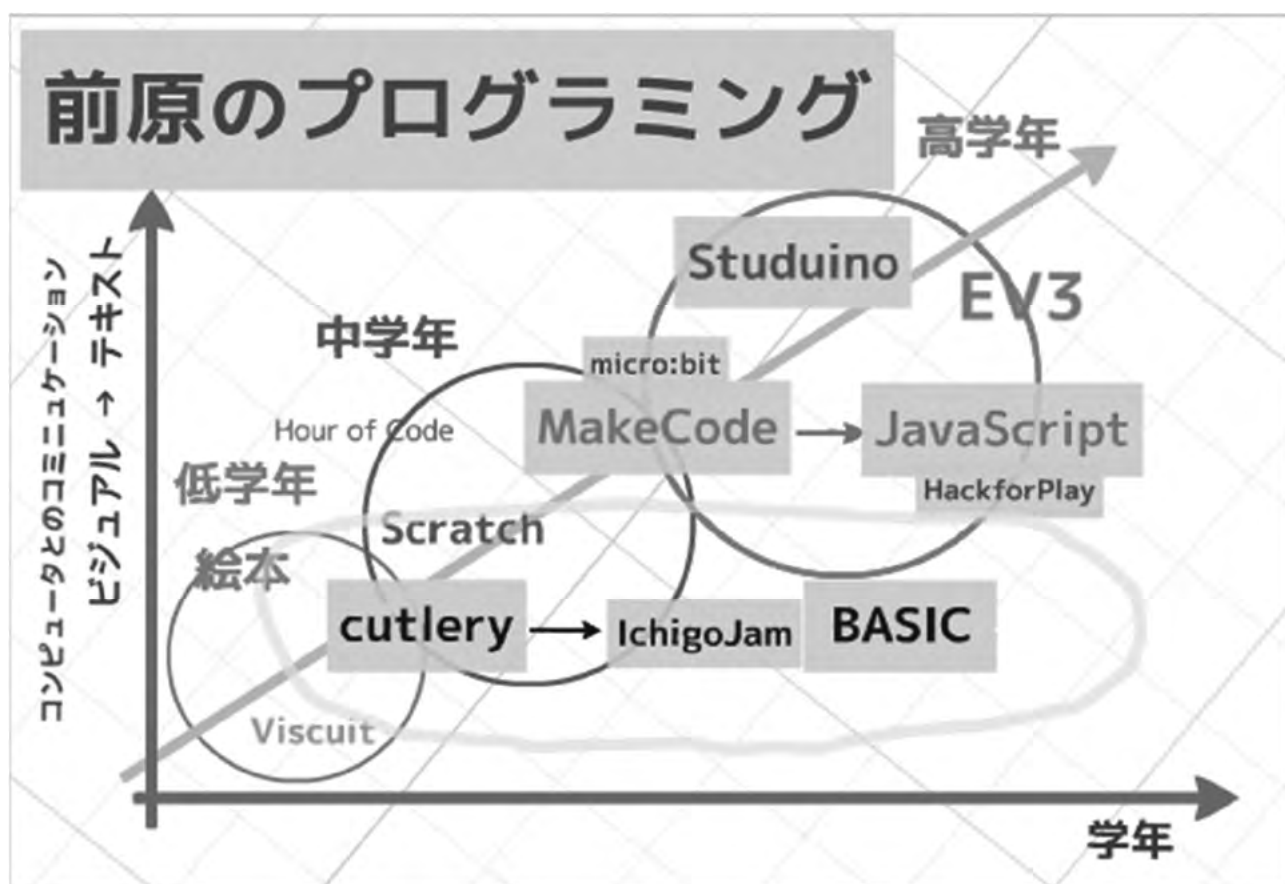 前原のプログラミング
高学年
コンピュータとのコミニュケーション
ビジュアル → テキスト
Studuino
EV3
中学年
micro:bit
MakeCode
JavaScript
Hour of Code
HackforPlay
低学年
Scratch
絵本
cutlery
IchigoJam
BASIC
Viscuit
学年